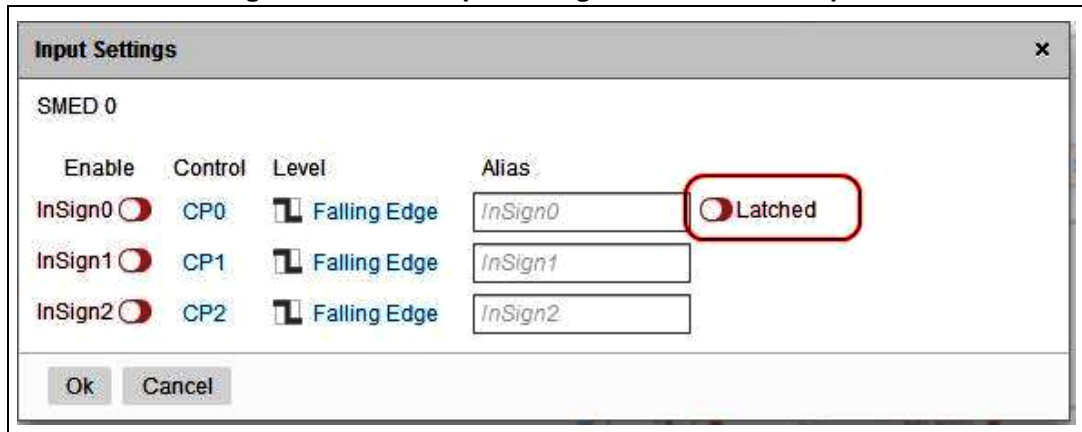 Input Settings x
SMED 0
Enable Control Level Alias
InSign0 CP0 Falling Edge InSign0 Latched
InSign1 CP1 Falling Edge InSign1
InSign2 CP2 Falling Edge InSign2
Ok Cancel